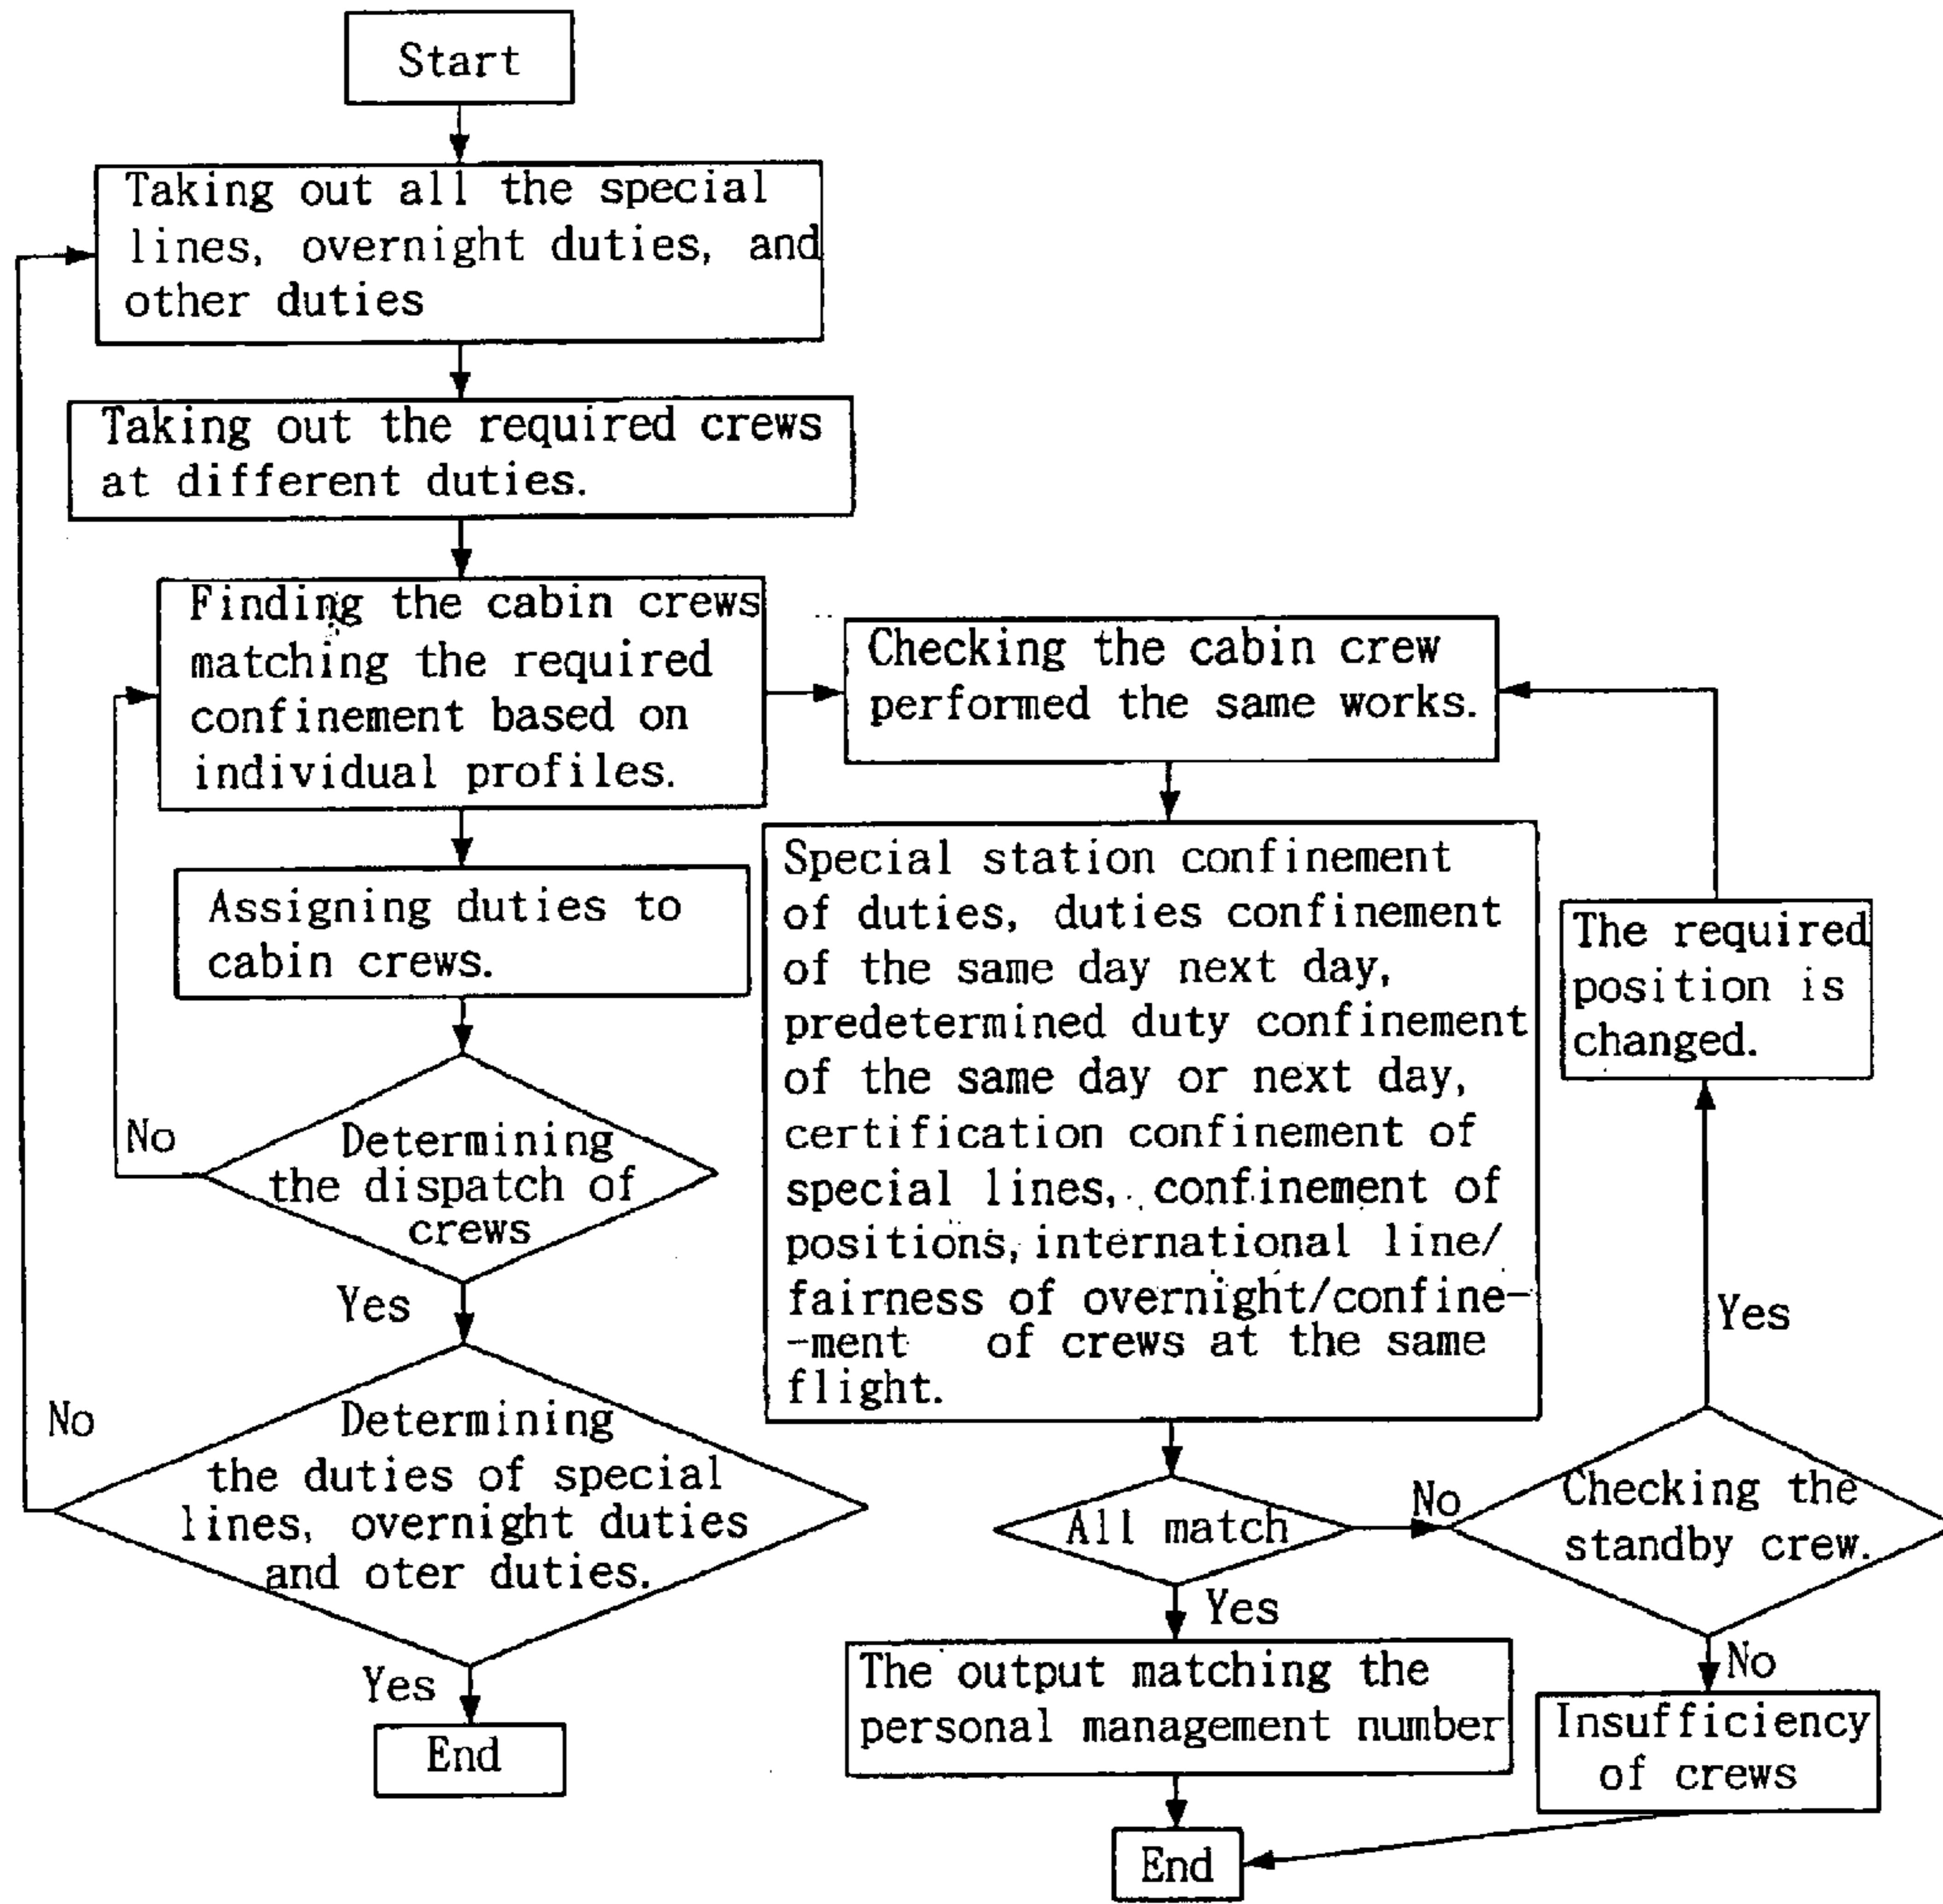 Start
Taking out all the special
lines, overnight duties, and
other duties
Taking out the required crews
at different duties.
Finding the cabin crews
matching the required
confinement based on
individual profiles.
Assigning duties to
cabin crews.
No
Determining
the dispatch of
crews
Yes
No
Determining
the duties of special
lines, overnight duties
and oter duties.
Yes
End
Checking the cabin crew
performed the same works.
Special station confinement
of duties, duties confinement
of the same day next day,
predetermined duty confinement
of the same day or next day,
certification confinement of
special lines, confinement of
positions, international line/
fairness of overnight/confine-
-ment of crews at the same
flight.
All match
No
Yes
The output matching the
personal management number
End
The required
position is
changed.
Yes
Checking the
standby crew.
No
Insufficiency
of crews